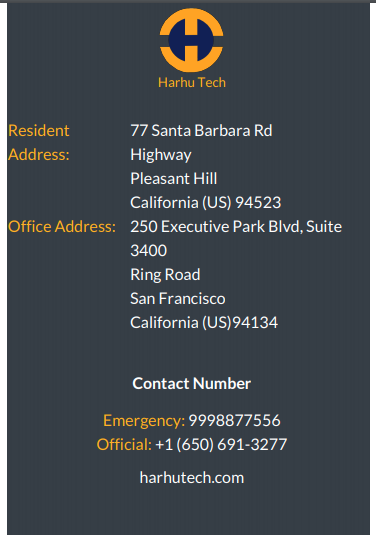 Harhu Tech
Resident Address:
77 Santa Barbara Rd
Highway
Pleasant Hill
California (US) 94523
Office Address:
250 Executive Park Blvd, Suite
3400
Ring Road
San Francisco
California (US)94134
Contact Number
Emergency: 9998877556
Official: +1 (650) 691-3277
harhutech.com